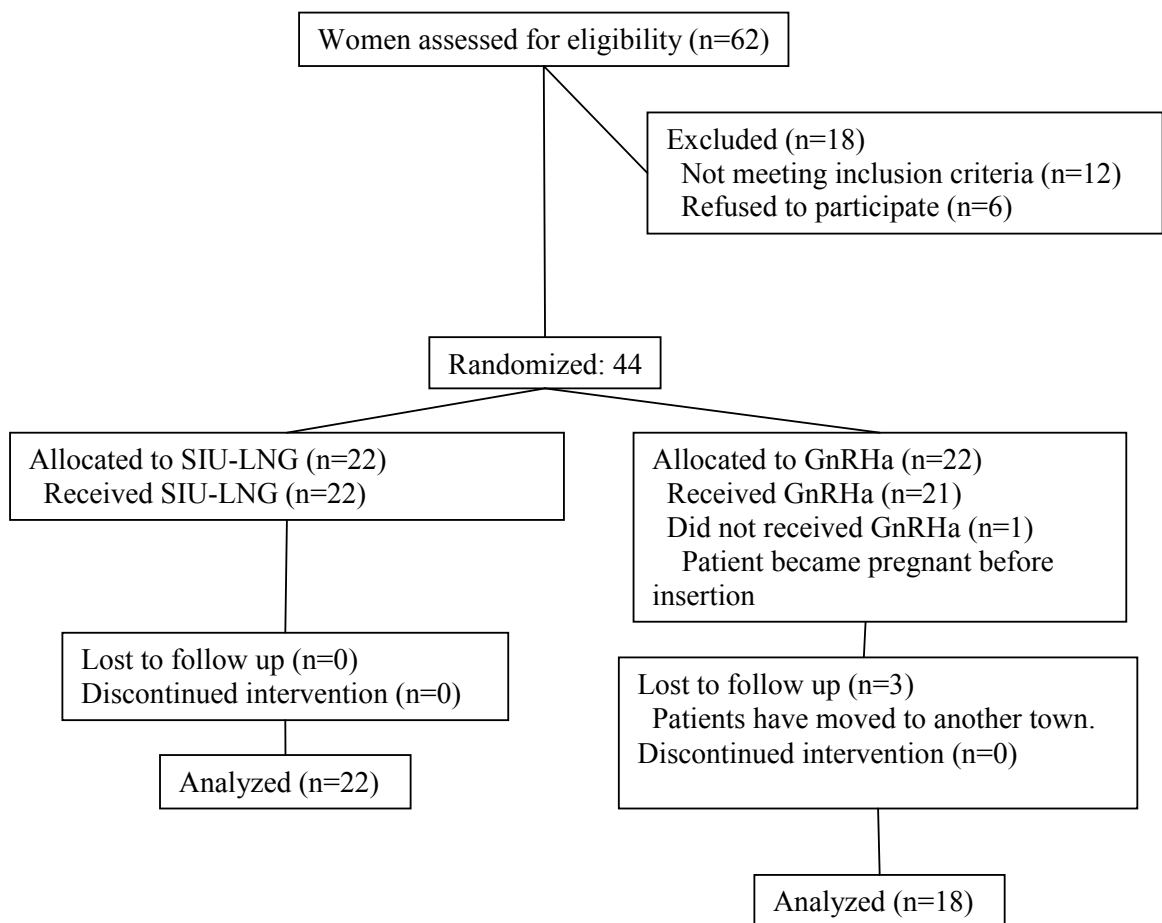 Women assessed for eligibility (n=62)
Excluded (n=18)
Not meeting inclusion criteria (n=12)
Refused to participate (n=6)
Randomized: 44
Allocated to SIU-LNG (n=22)
Received SIU-LNG (n=22)
Allocated to GnRHa (n=22)
Received GnRHa (n=21)
Did not received GnRHa (n=1)
Patient became pregnant before
insertion
Lost to follow up (n=0)
Discontinued intervention (n=0)
Lost to follow up (n=3)
Patients have moved to another town.
Discontinued intervention (n=0)
Analyzed (n=22)
Analyzed (n=18)